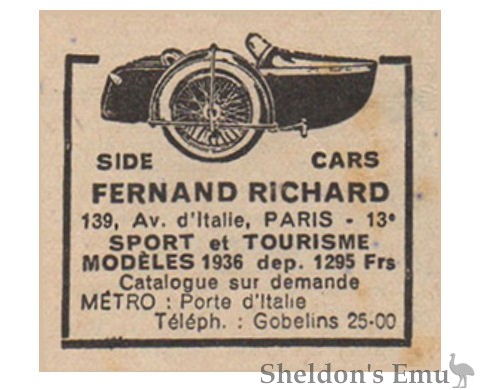 SIDE CARS
FERNAND RICHARD
139, Av. d'Italie, PARIS - 13e
SPORT et TOURISME
MODÈLES 1936 dep. 1295 Frs
Catalogue sur demande
MÉTRO : Porte d'Italie
Téléph. : Gobelins 25-00
Sheldon's Emu